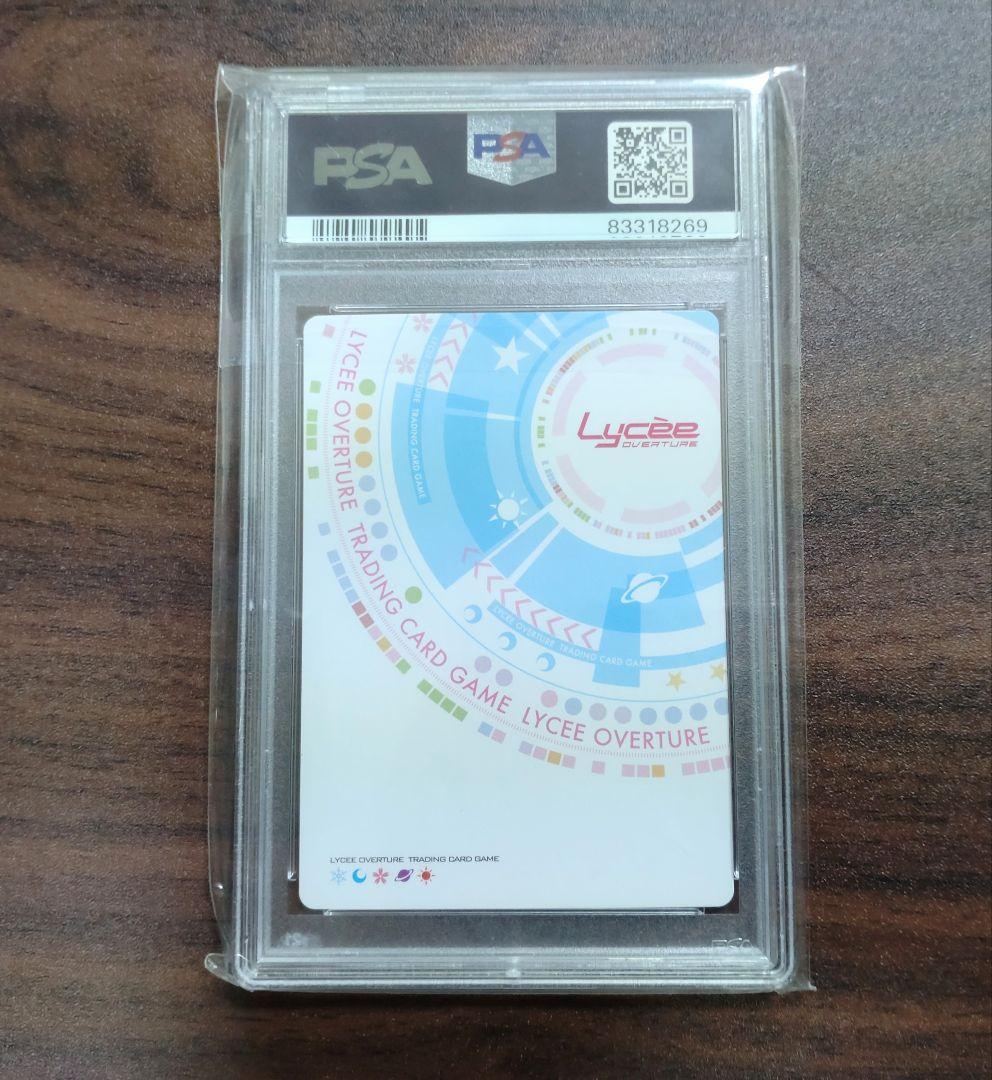 PSA
PSA
83318269
LYCEE OVERTURE TRADING CARD GAME LYCEE OVERTURE
OVERTURE TRADING CARD GAME
Lycèe
OVERTURE
LYCEE OVERTURE TRADING CARD GAME
LYCEE OVERTURE TRADING CARD GAME
PSA